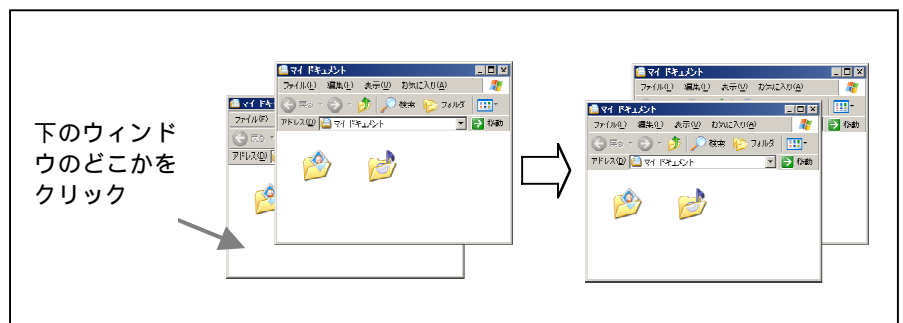 下のウィンド
ウのどこかを
クリック
マイ ドキ
ファイル(F)
戻る
アドレス(D)
マイ ドキュメント
ファイル(F) 編集(E) 表示(V) お気に入り(A)
戻る 検索 フォルダ
アドレス(D) マイ ドキュメント 移動
マイ ドキュメント
ファイル(F) 編集(E) 表示(V) お気に入り(A)
移動
マイ ドキュメント
ファイル(F) 編集(E) 表示(V) お気に入り(A)
戻る 検索 フォルダ
アドレス(D) マイ ドキュメント 移動